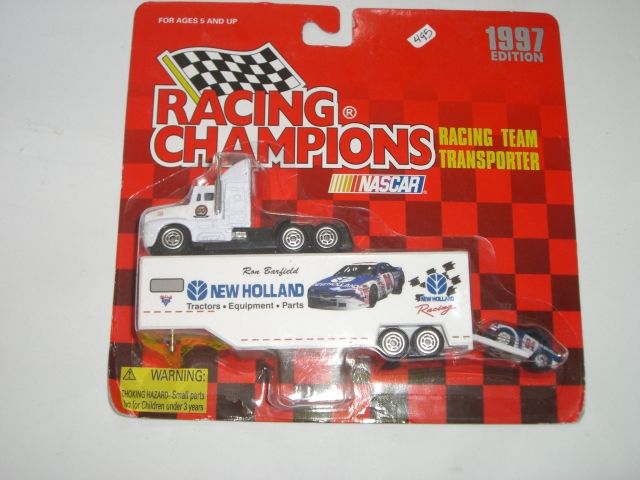 FOR AGES 5 AND UP
495
1997
EDITION
RACING®
CHAMPIONS
RACING TEAM
TRANSPORTER
NASCAR
Ron Barfield
NEW HOLLAND
Tractors • Equipment • Parts
NEW HOLLAND
Racing
94
WARNING:
CHOKING HAZARD-Small parts
Not for Children under 3 years